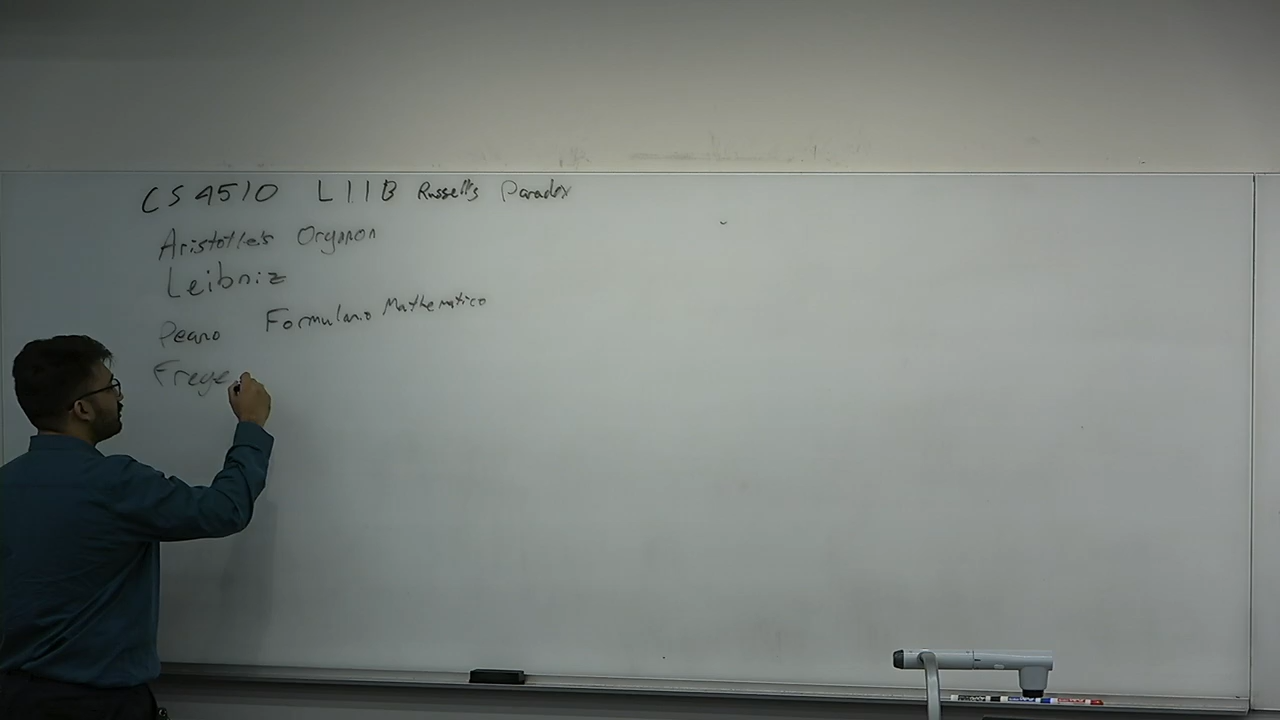 CS 4510 L11B Russell's Paradox
Aristotle's Organon
Leibniz
Peano Formulario Mathematico
Frege